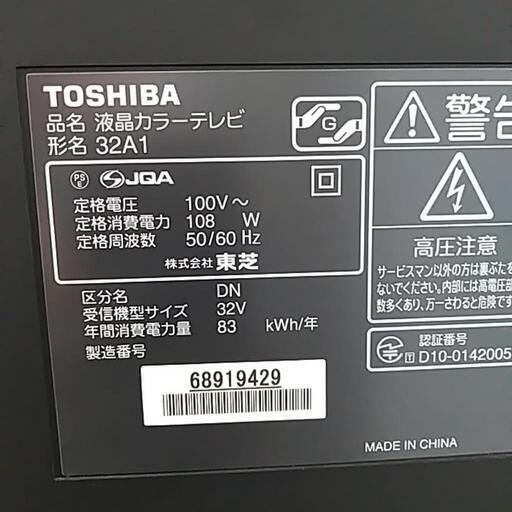 TOSHIBA
品名 液晶カラーテレビ
形名 32A1
G
PS
E
JQA
定格電圧 100V～
定格消費電力 108 W
定格周波数 50/60 Hz
株式会社 東芝
区分名 DN
受信機型サイズ 32V
年間消費電力量 83 kWh/年
製造番号
68919429
警告
高圧注意
サービスマン以外の方は裏ぶたを
ないでください。内部には高電圧部
数多くあり、万一さわると危険です
認証番号
T D10-0142005
MADE IN CHINA